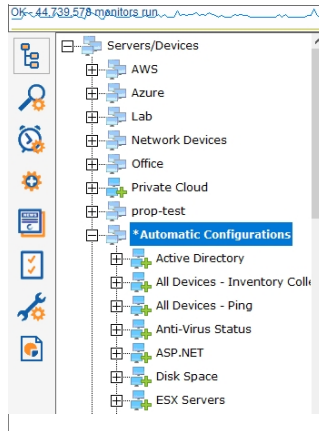 OK - 44,739,578 monitors run
Servers/Devices
AWS
Azure
Lab
Network Devices
Office
Private Cloud
prop-test
*Automatic Configurations
Active Directory
All Devices - Inventory Colle
All Devices - Ping
Anti-Virus Status
ASP.NET
Disk Space
ESX Servers
NEWS